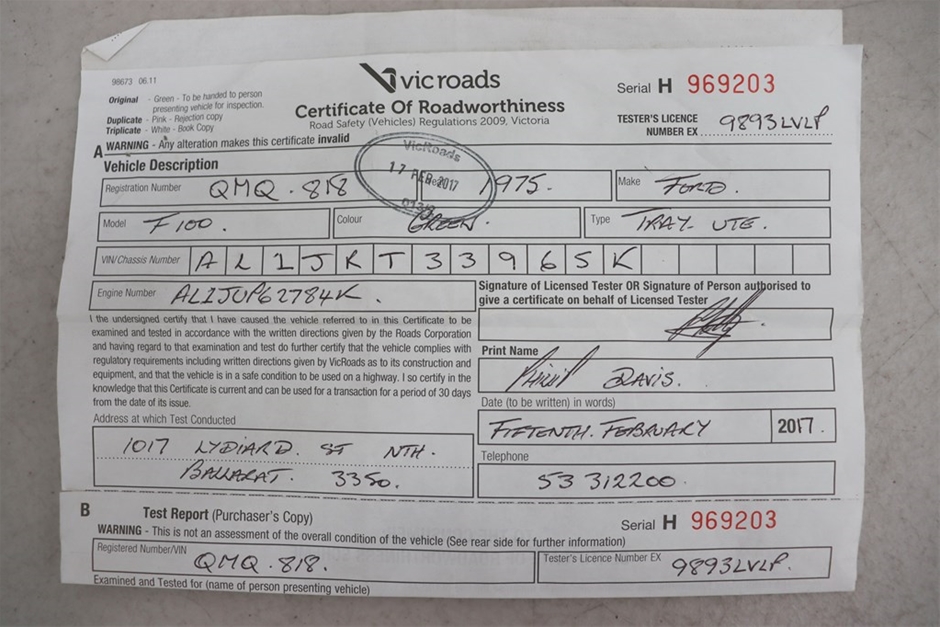 98673 06.11
Original - Green - To be handed to person
presenting vehicle for inspection.
Duplicate - Pink - Rejection copy
Triplicate - White - Book Copy
vic roads
Certificate Of Roadworthiness
Road Safety (Vehicles) Regulations 2009, Victoria
Serial H 969203
TESTER'S LICENCE
NUMBER EX 9893LVLP
A WARNING - Any alteration makes this certificate invalid
Vehicle Description
VicRoads
17 FEB 2017
Registration Number QMQ . 818
1975.
Make FORD.
Model F100.
Colour GREEN.
Type TRAY- UTE.
VIN/Chassis Number A L 1 J R T 3 3 9 6 5 K
Engine Number AL1JUP62784K.
I the undersigned certify that I have caused the vehicle referred to in this Certificate to be
examined and tested in accordance with the written directions given by the Roads Corporation
and having regard to that examination and test do further certify that the vehicle complies with
regulatory requirements including written directions given by VicRoads as to its construction and
equipment, and that the vehicle is in a safe condition to be used on a highway. I so certify in the
knowledge that this Certificate is current and can be used for a transaction for a period of 30 days
from the date of its issue.
Signature of Licensed Tester OR Signature of Person authorised to
give a certificate on behalf of Licensed Tester
Print Name
DAVIS.
Date (to be written) in words)
FIFTENTH. FEBRUARY 2017.
Address at which Test Conducted
1017 LYDIARD. ST NTH.
BALLARAT. 3350.
Telephone
53 312200.
B Test Report (Purchaser's Copy)
Serial H 969203
WARNING - This is not an assessment of the overall condition of the vehicle (See rear side for further information)
Registered Number/VIN QMQ . 818.
Tester's Licence Number EX 9893LVLP.
Examined and Tested for (name of person presenting vehicle)